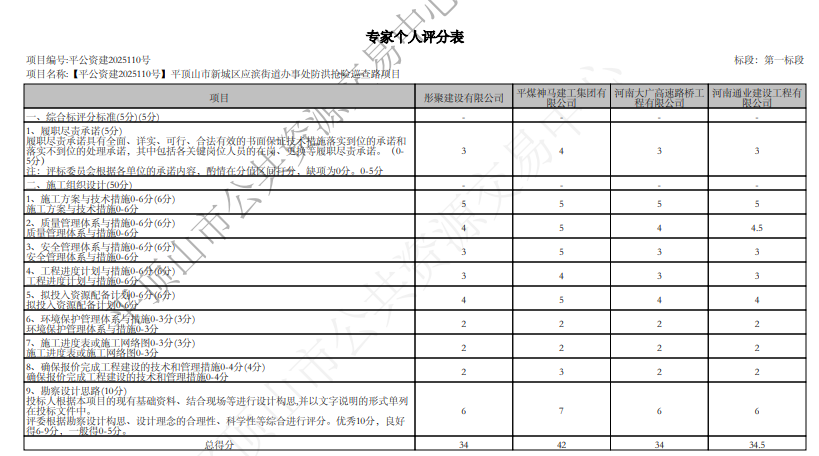 专家个人评分表
项目编号:平公资建2025110号 标段：第一标段
项目名称:【平公资建2025110号】平顶山市新城区应滨街道办事处防洪抢险巡查路项目
项目 彤聚建设有限公司 平煤神马建工集团有限公司 河南大广高速路桥工程有限公司 河南通业建设工程有限公司
一、综合标评分标准(5分)(5分) - - - -
1、履职尽责承诺(5分)
履职尽责承诺具有全面、详实、可行、合法有效的书面保证技术措施落实到位的承诺和
落实不到位的处理承诺，其中包括各关键岗位人员的在岗、更换等履职尽责承诺。（0-
5分）
注：评标委员会根据各单位的承诺内容，酌情在分值区间打分，缺项为0分。0-5分 3 4 3 3
二、施工组织设计(50分) - - - -
1、施工方案与技术措施0-6分(6分)
施工方案与技术措施0-6分 5 5 5 5
2、质量管理体系与措施0-6分(6分)
质量管理体系与措施0-6分 4 5 4 4.5
3、安全管理体系与措施0-6分(6分)
安全管理体系与措施0-6分 3 5 3 3
4、工程进度计划与措施0-6分(6分)
工程进度计划与措施0-6分 3 4 3 3
5、拟投入资源配备计划0-6分(6分)
拟投入资源配备计划0-6分 4 5 4 4
6、环境保护管理体系与措施0-3分(3分)
环境保护管理体系与措施0-3分 2 2 2 2
7、施工进度表或施工网络图0-3分(3分)
施工进度表或施工网络图0-3分 2 2 2 2
8、确保报价完成工程建设的技术和管理措施0-4分(4分)
确保报价完成工程建设的技术和管理措施0-4分 2 3 2 2
9、勘察设计思路(10分)
投标人根据本项目的现有基础资料、结合现场等进行设计构思,并以文字说明的形式单列
在投标文件中。
评委根据勘察设计构思、设计理念的合理性、科学性等综合进行评分。优秀10分，良好
得6-9分，一般得0-5分。 6 7 6 6
总得分 34 42 34 34.5
平顶山市公共资源交易中心
平顶山市公共资源交易中心